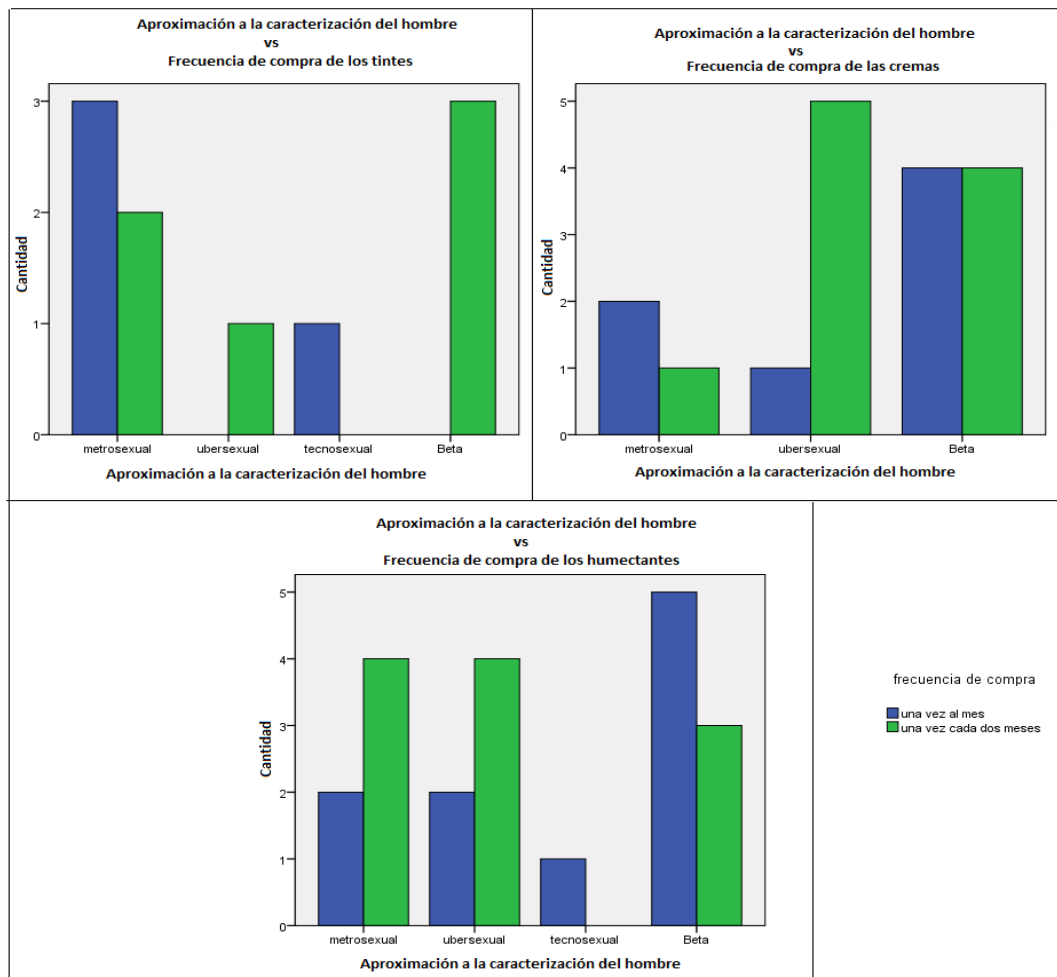 Aproximación a la caracterización del hombre
vs
Frecuencia de compra de los tintes
3
2
1
0
Cantidad
metrosexual ubersexual tecnosexual Beta
Aproximación a la caracterización del hombre
Aproximación a la caracterización del hombre
vs
Frecuencia de compra de las cremas
5
4
3
2
1
0
Cantidad
metrosexual ubersexual Beta
Aproximación a la caracterización del hombre
Aproximación a la caracterización del hombre
vs
Frecuencia de compra de los humectantes
5
4
3
2
1
0
Cantidad
metrosexual ubersexual tecnosexual Beta
Aproximación a la caracterización del hombre
frecuencia de compra
una vez al mes
una vez cada dos meses